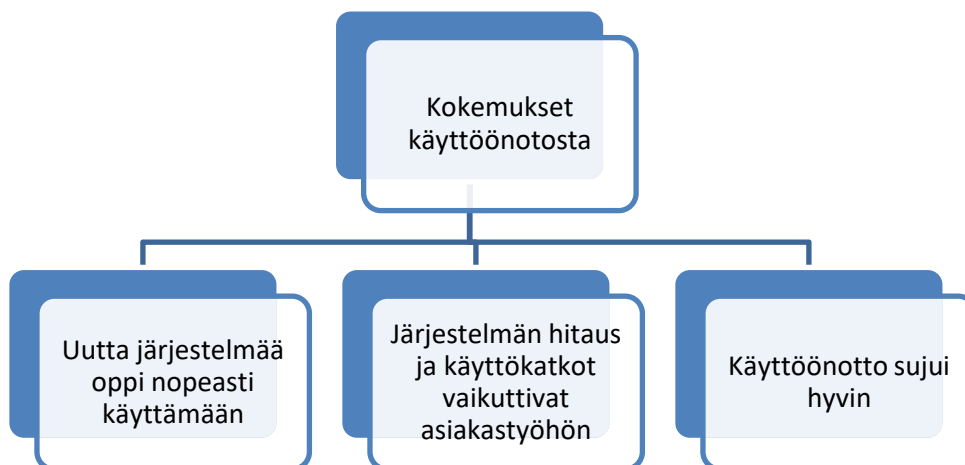 Kokemukset
käyttöönotosta
Uutta järjestelmää
oppi nopeasti
käyttämään
Järjestelmän hitaus
ja käyttökatkot
vaikuttivat
asiakastyöhön
Käyttöönotto sujui
hyvin